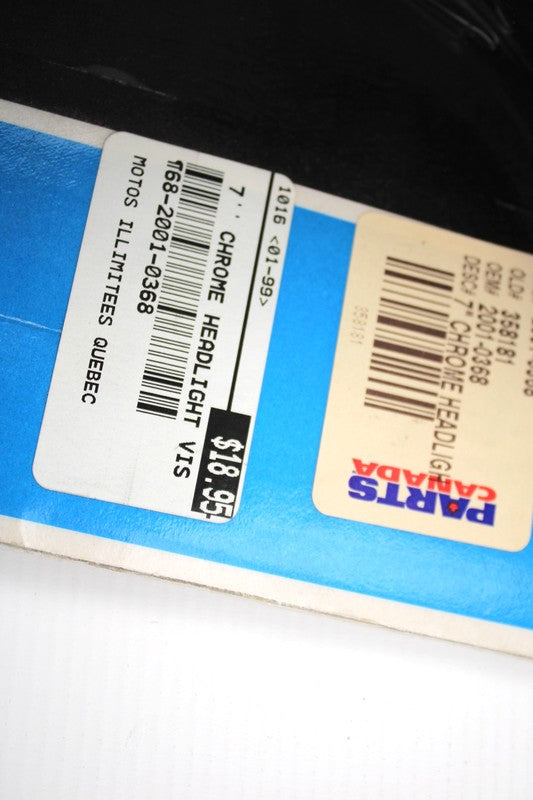 1016 <01-99>
7'' CHROME HEADLIGHT VIS
$18.95
T68-2001-0368
MOTOS ILLIMITEES QUEBEC
OLD# 358181
OEM# 2001-0368
DESC# 7" CHROME HEADLIGH
358181
PARTS
CANADA